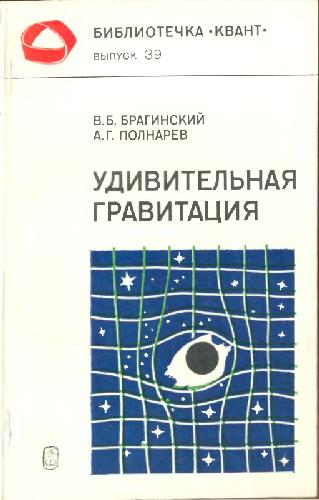 БИБЛИОТЕЧКА •КВАНТ•
ВЫПУСК 39
В.Б. БРАГИНСКИЙ
А.Г. ПОЛНАРЕВ
УДИВИТЕЛЬНАЯ
ГРАВИТАЦИЯ